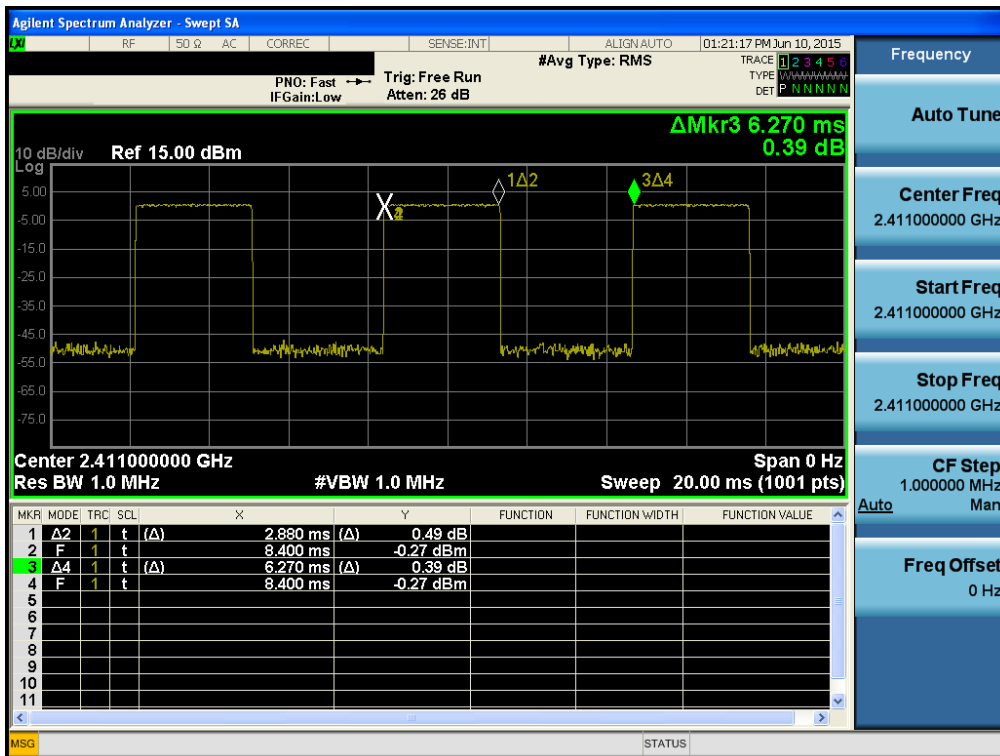 Agilent Spectrum Analyzer - Swept SA
LXI RF 50 Ω AC CORREC SENSE:INT ALIGN AUTO 01:21:17 PM Jun 10, 2015
Frequency
#Avg Type: RMS
TRACE 1 2 3 4 5 6
PNO: Fast Trig: Free Run
TYPE WWWWWW
IFGain:Low Atten: 26 dB
DET P N N N N N
Auto Tune
ΔMkr3 6.270 ms
0.39 dB
10 dB/div Ref 15.00 dBm
Log
5.00
-5.00
-15.0
-25.0
-35.0
-45.0
-55.0
-65.0
-75.0
1Δ2
3Δ4
Center Freq
2.411000000 GHz
Start Freq
2.411000000 GHz
Stop Freq
2.411000000 GHz
Center 2.411000000 GHz Span 0 Hz
Res BW 1.0 MHz #VBW 1.0 MHz Sweep 20.00 ms (1001 pts)
CF Step
1.000000 MHz
Auto Man
MKR MODE TRC SCL X Y FUNCTION FUNCTION WIDTH FUNCTION VALUE
1 Δ2 1 t (Δ) 2.880 ms (Δ) 0.49 dB
2 F 1 t 8.400 ms -0.27 dBm
3 Δ4 1 t (Δ) 6.270 ms (Δ) 0.39 dB
4 F 1 t 8.400 ms -0.27 dBm
5
6
7
8
9
10
11
Freq Offset
0 Hz
MSG STATUS